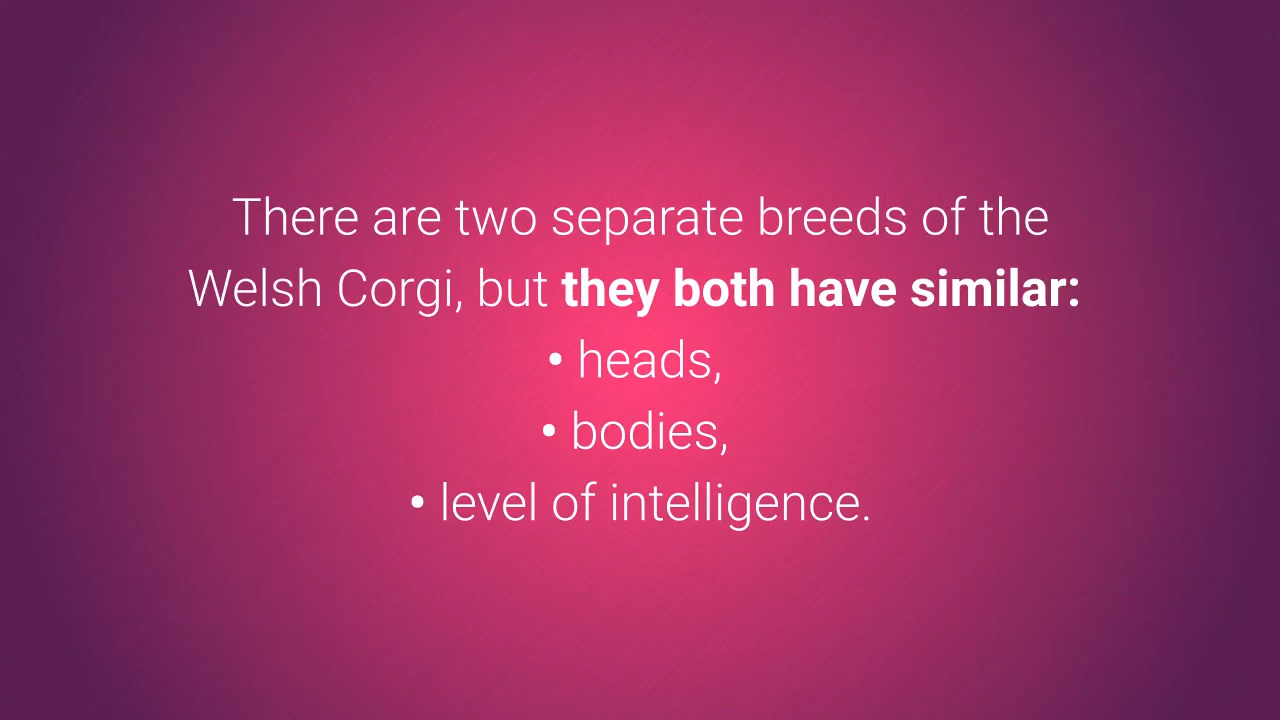 There are two separate breeds of the
Welsh Corgi, but they both have similar:
• heads,
• bodies,
• level of intelligence.